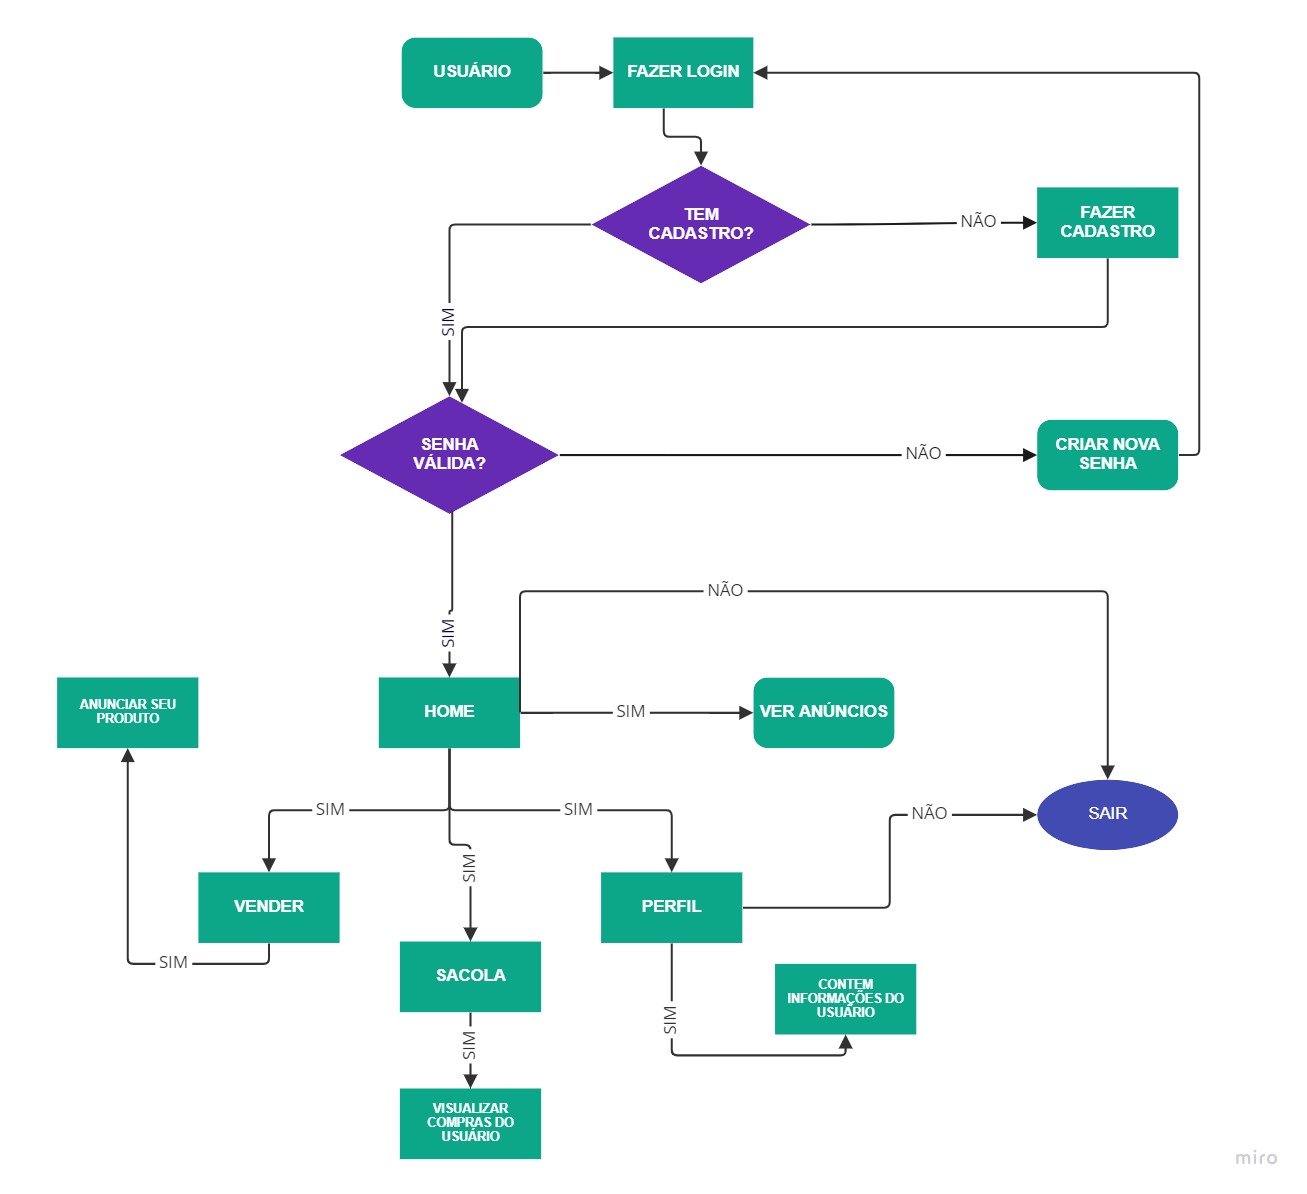 USUÁRIO
FAZER LOGIN
TEM
CADASTRO?
NÃO
FAZER
CADASTRO
SIM
SENHA
VÁLIDA?
NÃO
CRIAR NOVA
SENHA
NÃO
SIM
ANUNCIAR SEU
PRODUTO
HOME
SIM
VER ANÚNCIOS
SIM
SIM
NÃO
SAIR
SIM
VENDER
PERFIL
SIM
SACOLA
CONTEM
INFORMAÇÕES DO
USUÁRIO
SIM
SIM
VISUALIZAR
COMPRAS DO
USUÁRIO
miro